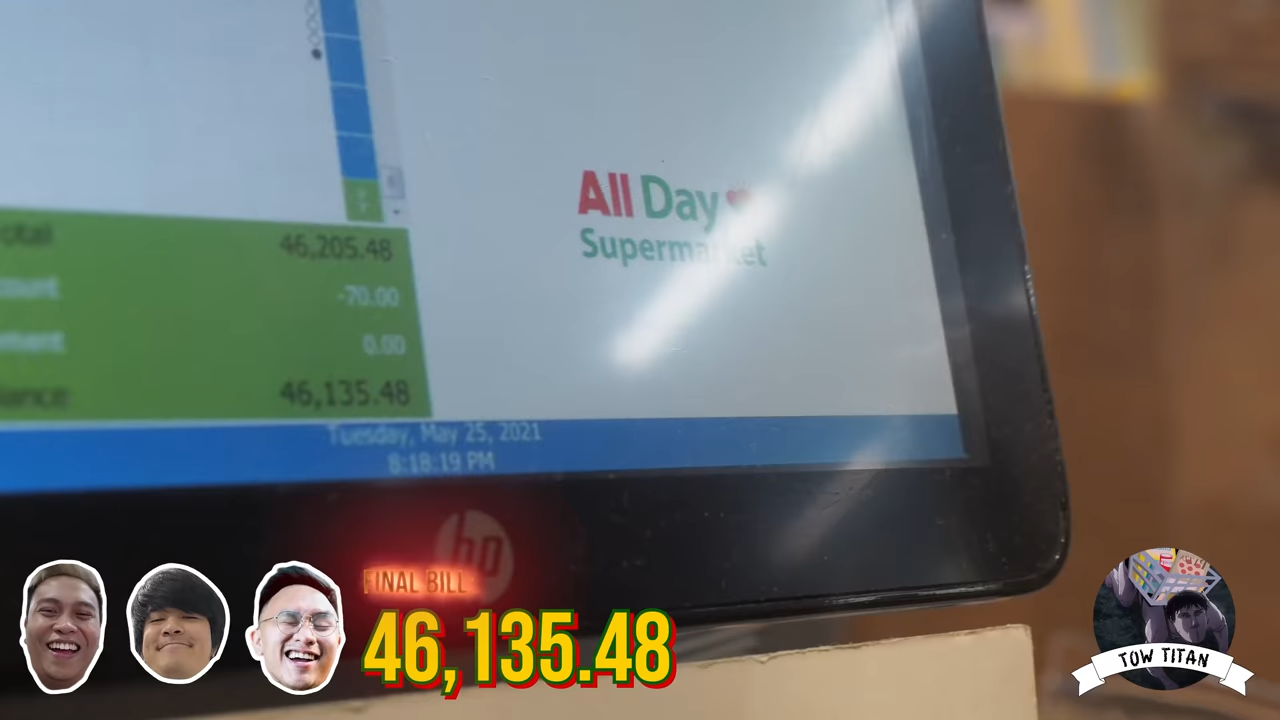 46,205.48
-70.00
0.00
46,135.48
All Day
Supermarket
Tuesday, May 25, 2021
8:18:19 PM
hp
FINAL BILL
46,135.48
TOW TITAN